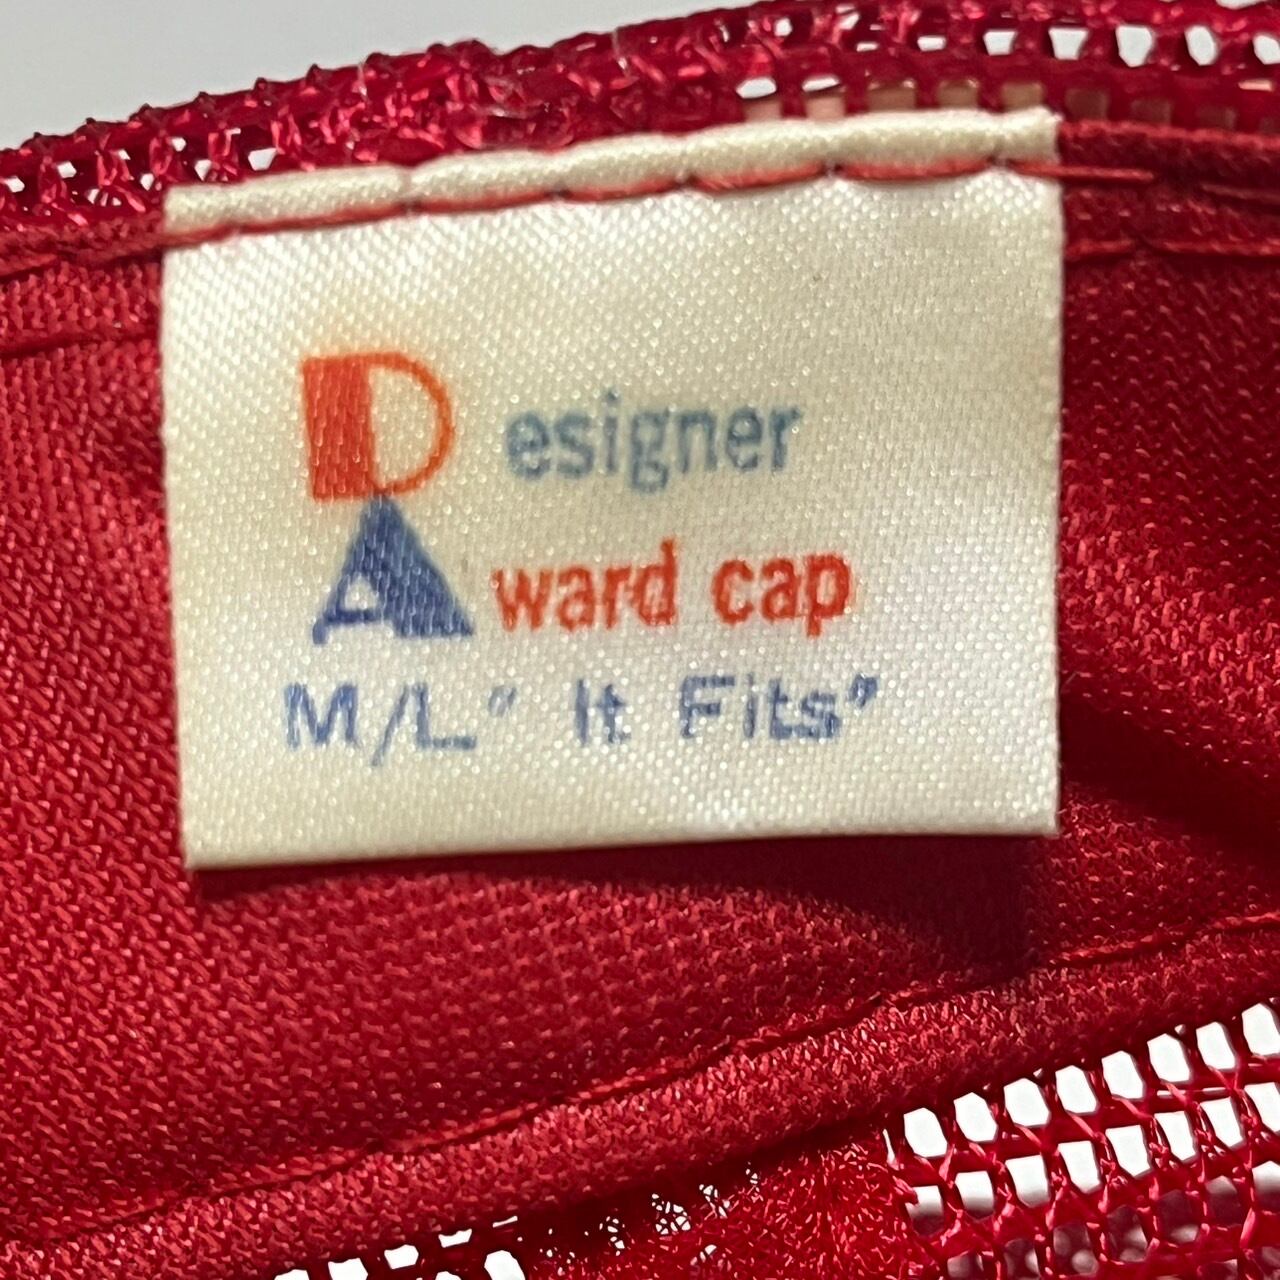 Designer
Award cap
M/L" It Fits"